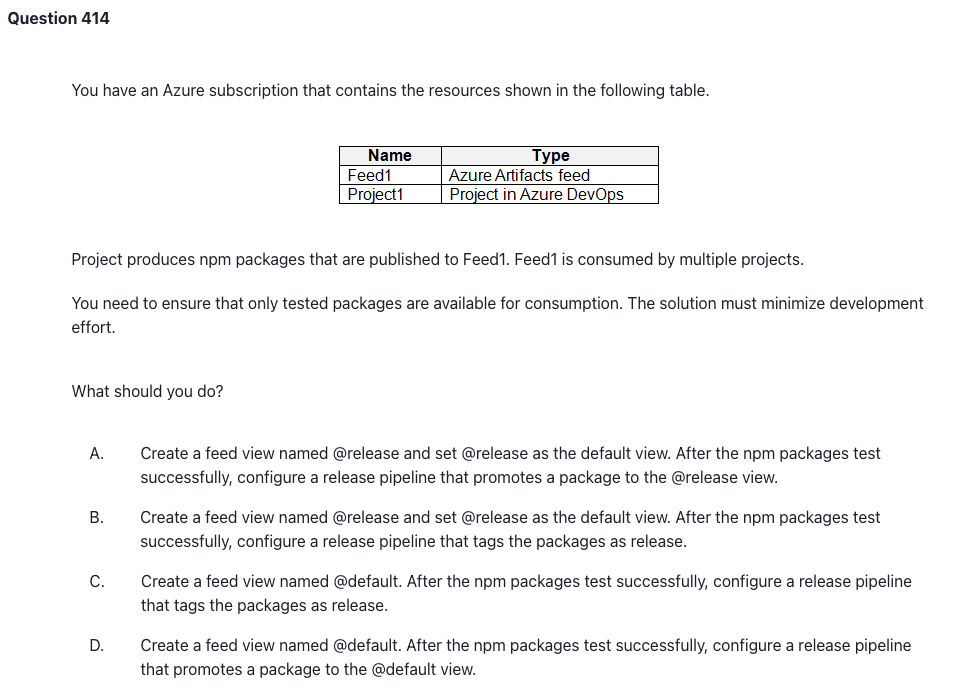 Question 414
You have an Azure subscription that contains the resources shown in the following table.
Name Type
Feed1 Azure Artifacts feed
Project1 Project in Azure DevOps
Project produces npm packages that are published to Feed1. Feed1 is consumed by multiple projects.
You need to ensure that only tested packages are available for consumption. The solution must minimize development
effort.
What should you do?
A. Create a feed view named @release and set @release as the default view. After the npm packages test
successfully, configure a release pipeline that promotes a package to the @release view.
B. Create a feed view named @release and set @release as the default view. After the npm packages test
successfully, configure a release pipeline that tags the packages as release.
C. Create a feed view named @default. After the npm packages test successfully, configure a release pipeline
that tags the packages as release.
D. Create a feed view named @default. After the npm packages test successfully, configure a release pipeline
that promotes a package to the @default view.